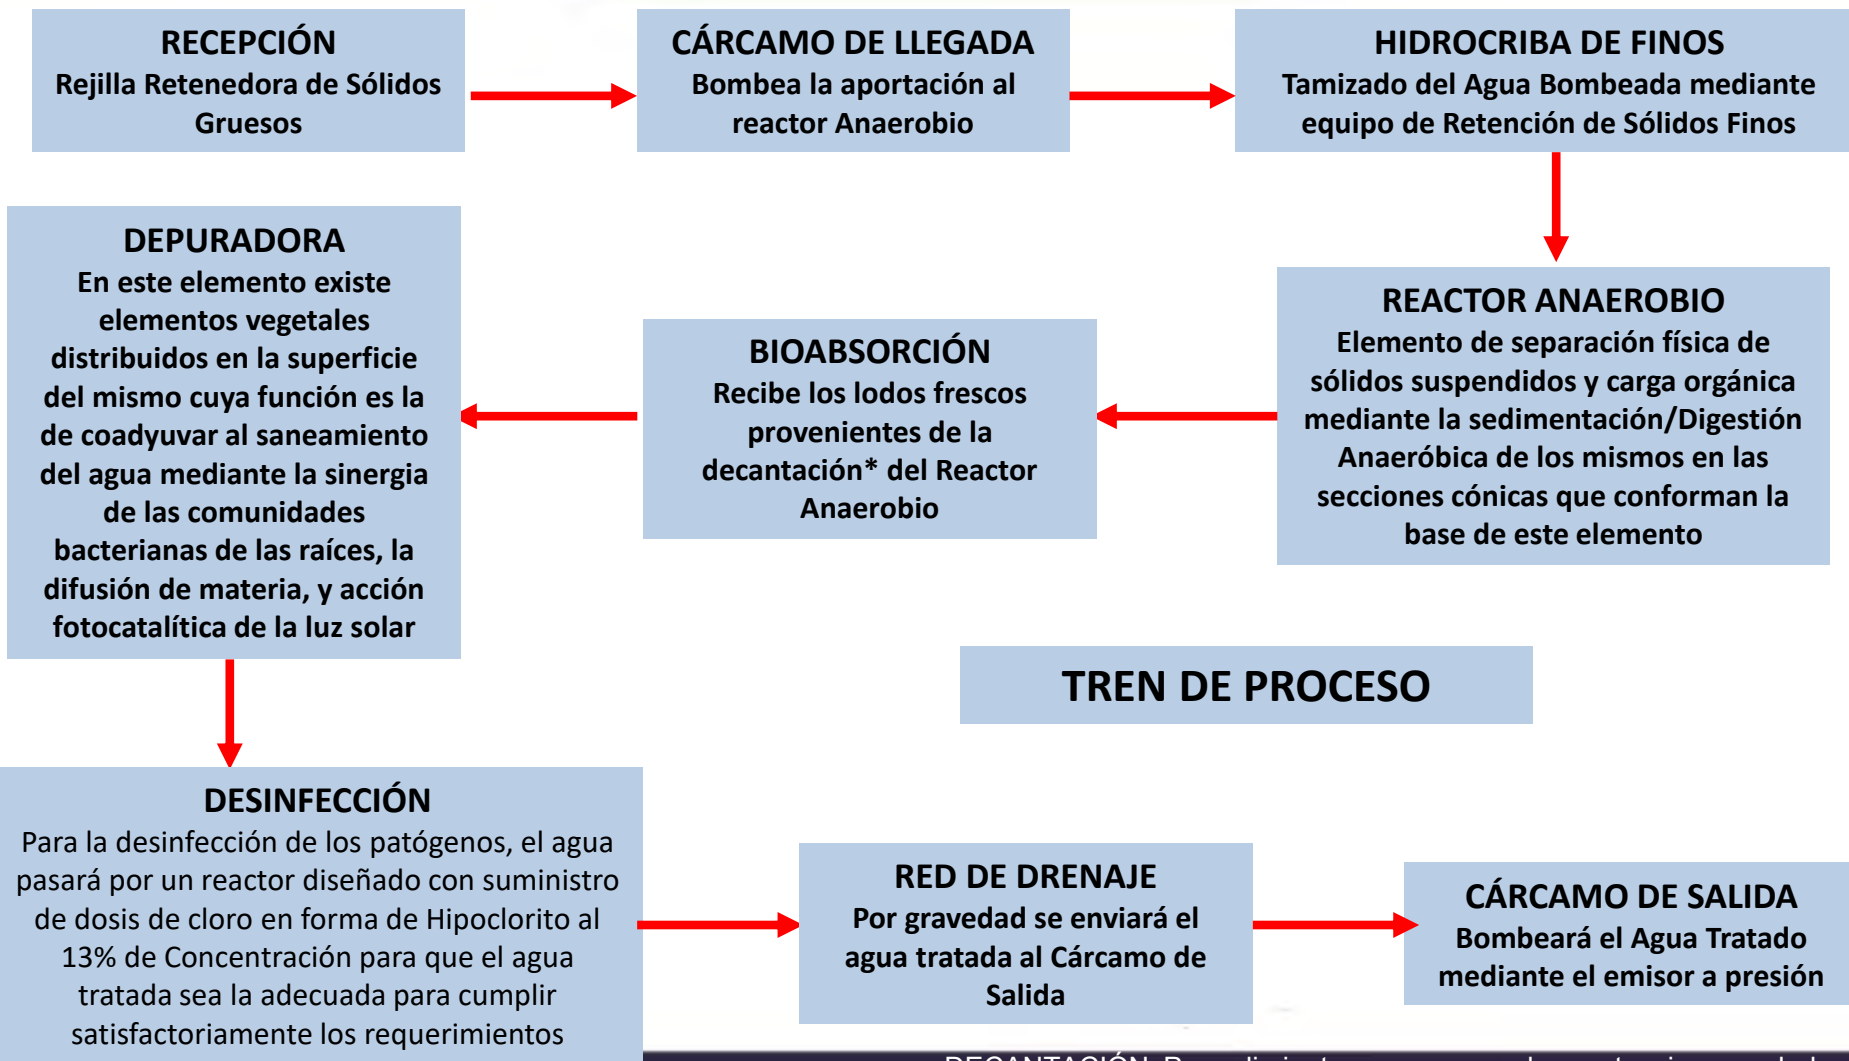 RECEPCIÓN
Rejilla Retenedora de Sólidos
Gruesos
CÁRCAMO DE LLEGADA
Bombea la aportación al
reactor Anaerobio
HIDROCRIBA DE FINOS
Tamizado del Agua Bombeada mediante
equipo de Retención de Sólidos Finos
REACTOR ANAEROBIO
Elemento de separación física de
sólidos suspendidos y carga orgánica
mediante la sedimentación/Digestión
Anaeróbica de los mismos en las
secciones cónicas que conforman la
base de este elemento
BIOABSORCIÓN
Recibe los lodos frescos
provenientes de la
decantación* del Reactor
Anaerobio
DEPURADORA
En este elemento existe
elementos vegetales
distribuidos en la superficie
del mismo cuya función es la
de coadyuvar al saneamiento
del agua mediante la sinergia
de las comunidades
bacterianas de las raíces, la
difusión de materia, y acción
fotocatalítica de la luz solar
TREN DE PROCESO
DESINFECCIÓN
Para la desinfección de los patógenos, el agua
pasará por un reactor diseñado con suministro
de dosis de cloro en forma de Hipoclorito al
13% de Concentración para que el agua
tratada sea la adecuada para cumplir
satisfactoriamente los requerimientos
RED DE DRENAJE
Por gravedad se enviará el
agua tratada al Cárcamo de
Salida
CÁRCAMO DE SALIDA
Bombeará el Agua Tratado
mediante el emisor a presión
DECANTACIÓN